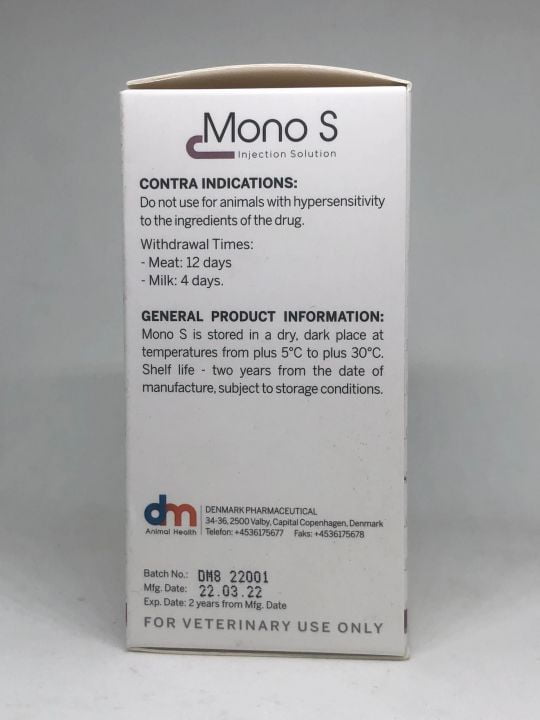 Mono S
Injection Solution
CONTRA INDICATIONS:
Do not use for animals with hypersensitivity
to the ingredients of the drug.
Withdrawal Times:
- Meat: 12 days
- Milk: 4 days.
GENERAL PRODUCT INFORMATION:
Mono S is stored in a dry, dark place at
temperatures from plus 5°C to plus 30°C.
Shelf life - two years from the date of
manufacture, subject to storage conditions.
dm
Animal Health
DENMARK PHARMACEUTICAL
34-36, 2500 Valby, Capital Copenhagen, Denmark
Telefon: +4536175677 Faks: +4536175678
Batch No.: DM8 22001
Mfg. Date: 22.03.22
Exp. Date: 2 years from Mfg. Date
FOR VETERINARY USE ONLY